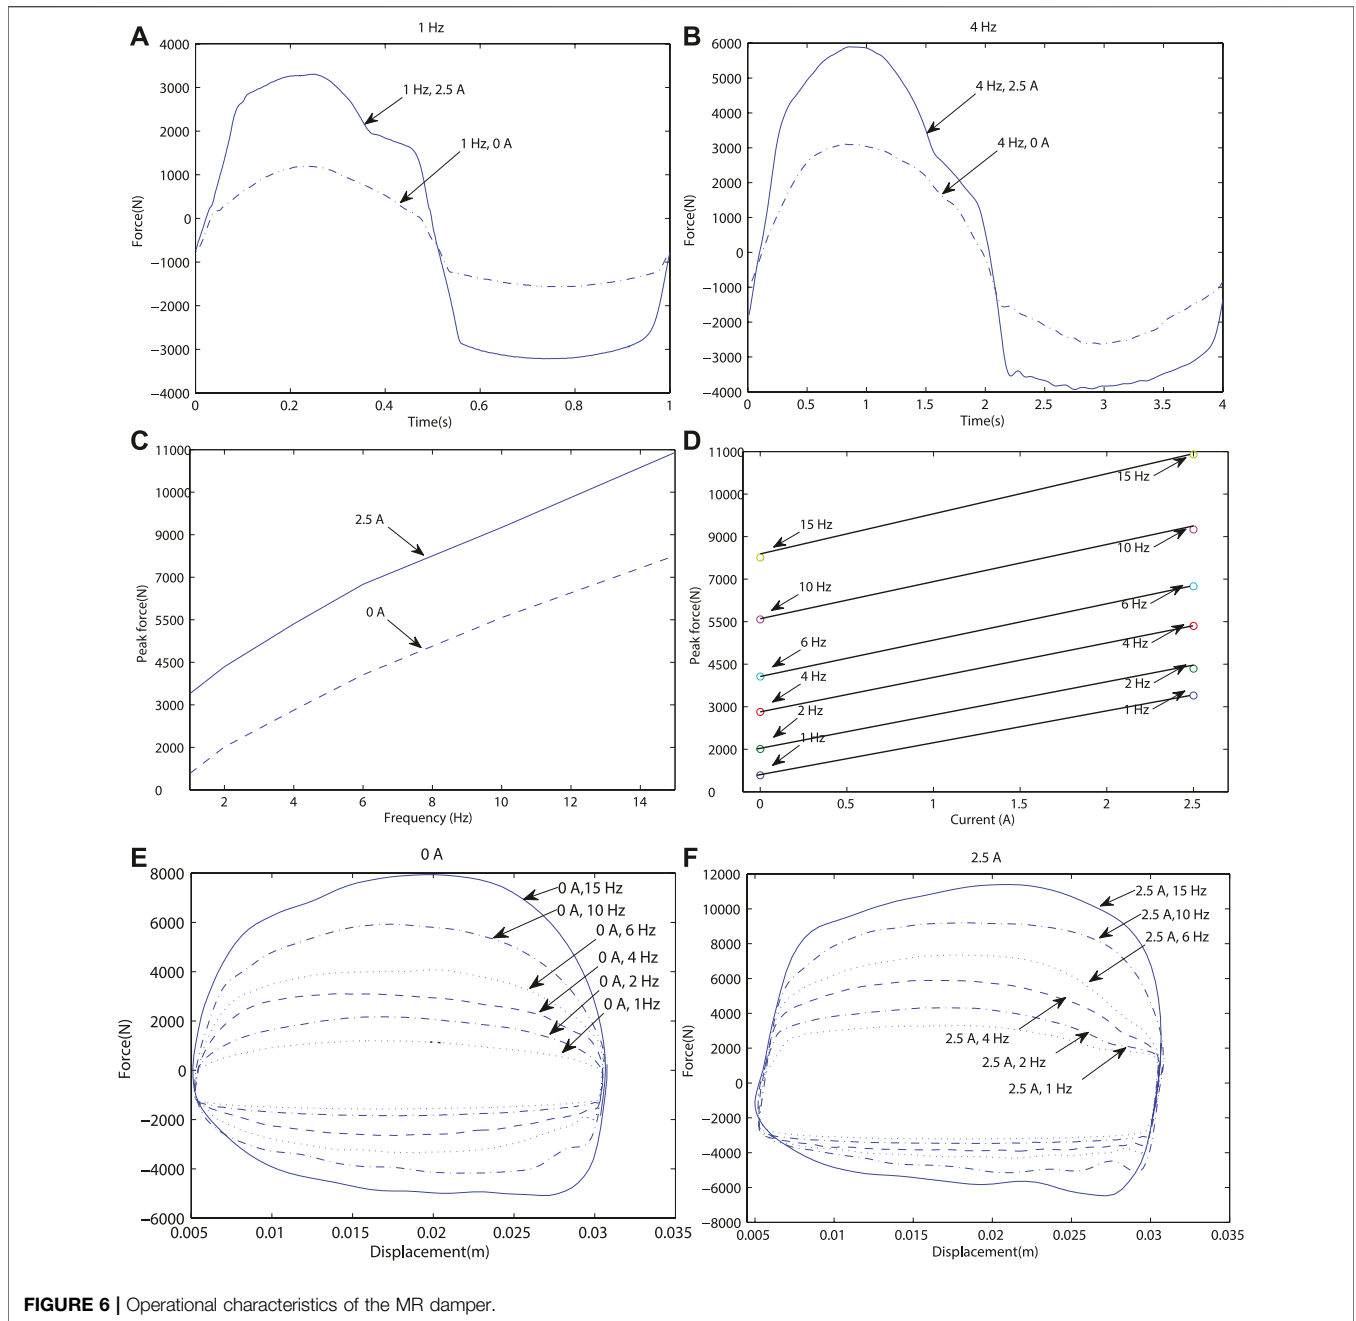 A
1 Hz
4000
3000
2000
1000
0
−1000
−2000
−3000
−4000
Force(N)
1 Hz, 2.5 A
1 Hz, 0 A
0
0.2
0.4
0.6
0.8
1
Time(s)
B
4 Hz
6000
5000
4000
3000
2000
1000
0
−1000
−2000
−3000
−4000
Force(N)
4 Hz, 2.5 A
4 Hz, 0 A
0
0.5
1
1.5
2
2.5
3
3.5
4
Time(s)
C
11000
10000
9000
7000
5500
4500
3000
2000
0
Peak force(N)
2.5 A
0 A
2
4
6
8
10
12
14
Frequency (Hz)
D
11000
10000
9000
7000
5500
4500
3000
2000
0
Peak force(N)
15 Hz
15 Hz
10 Hz
10 Hz
6 Hz
6 Hz
4 Hz
4 Hz
2 Hz
2 Hz
1 Hz
1 Hz
0
0.5
1
1.5
2
2.5
Current (A)
E
0 A
8000
6000
4000
2000
0
−2000
−4000
−6000
Force(N)
0 A,15 Hz
0 A, 10 Hz
0 A, 6 Hz
0 A, 4 Hz
0 A, 2 Hz
0 A, 1Hz
0.005
0.01
0.015
0.02
0.025
0.03
0.035
Displacement(m)
F
2.5 A
12000
10000
8000
6000
4000
2000
0
−2000
−4000
−6000
−8000
Force(N)
2.5 A, 15 Hz
2.5 A,10 Hz
2.5 A, 6 Hz
2.5 A, 4 Hz
2.5 A, 2 Hz
2.5 A, 1 Hz
0.005
0.01
0.015
0.02
0.025
0.03
0.035
Displacement(m)
FIGURE 6 | Operational characteristics of the MR damper.